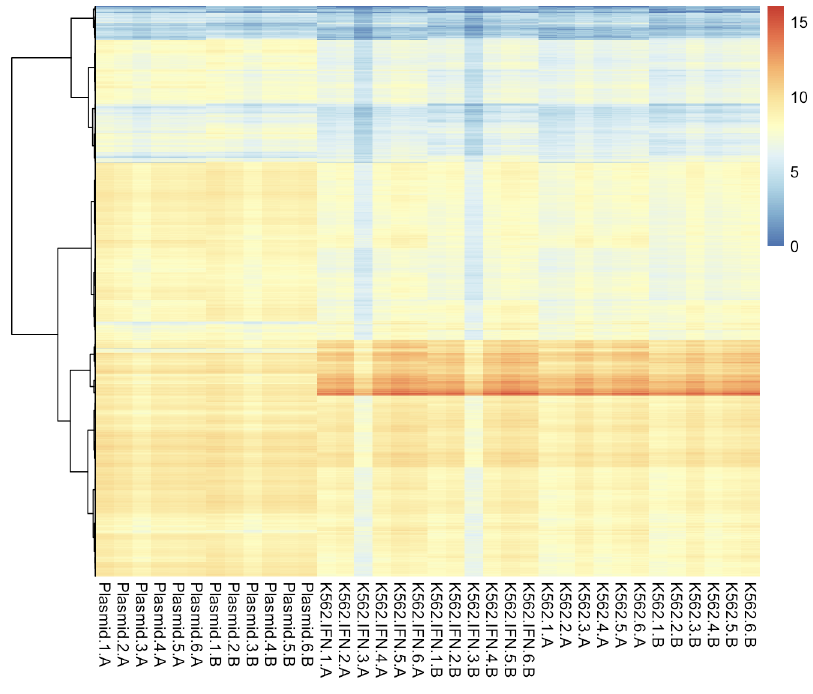 15
10
5
0
Plasmid.1.A
Plasmid.2.A
Plasmid.3.A
Plasmid.4.A
Plasmid.5.A
Plasmid.6.A
Plasmid.1.B
Plasmid.2.B
Plasmid.3.B
Plasmid.4.B
Plasmid.5.B
Plasmid.6.B
K562.IFN.1.A
K562.IFN.2.A
K562.IFN.3.A
K562.IFN.4.A
K562.IFN.5.A
K562.IFN.6.A
K562.IFN.1.B
K562.IFN.2.B
K562.IFN.3.B
K562.IFN.4.B
K562.IFN.5.B
K562.IFN.6.B
K562.1.A
K562.2.A
K562.3.A
K562.4.A
K562.5.A
K562.6.A
K562.1.B
K562.2.B
K562.3.B
K562.4.B
K562.5.B
K562.6.B